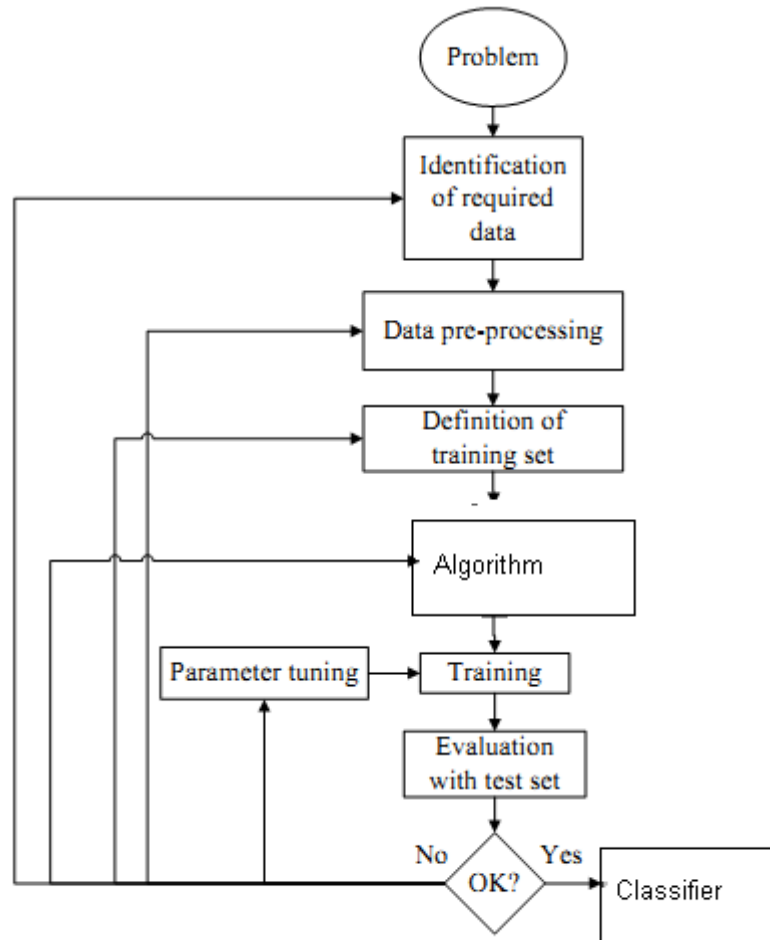 Problem
Identification
of required
data
Data pre-processing
Definition of
training set
Algorithm
Parameter tuning
Training
Evaluation
with test set
No
Yes
OK?
Classifier